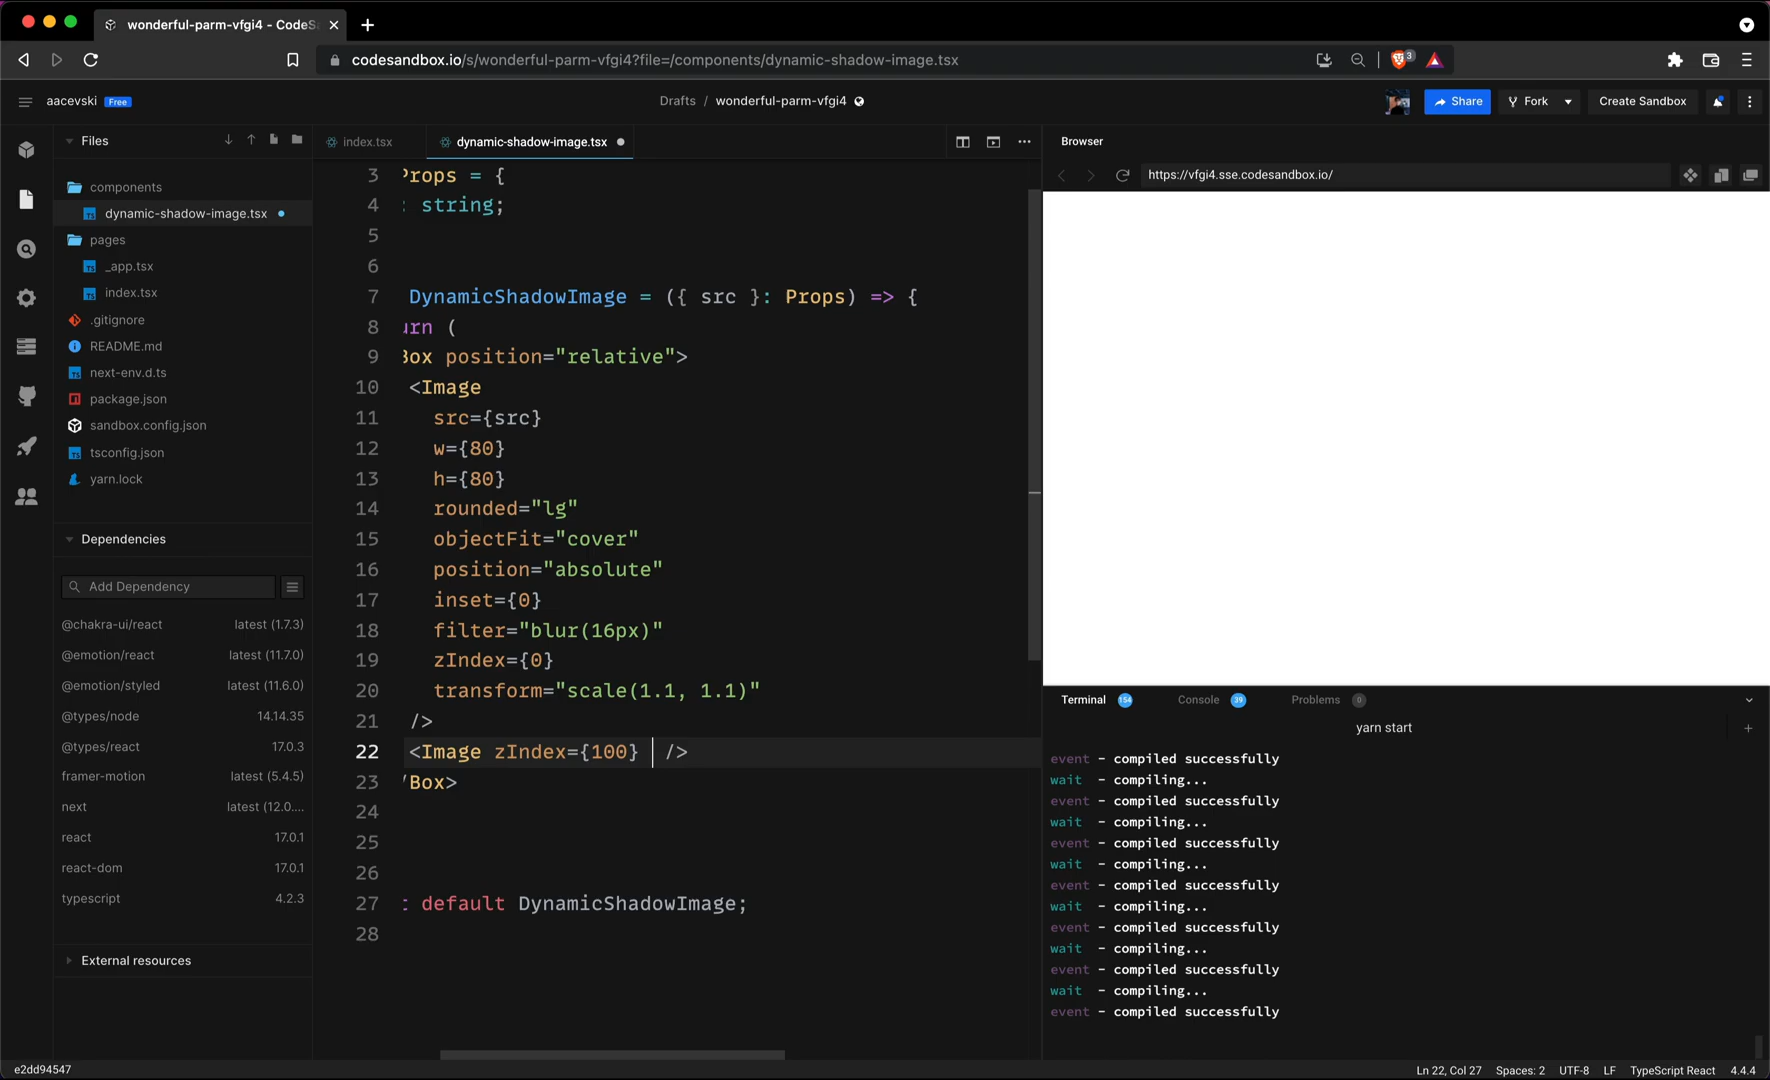 wonderful-parm-vfgi4 - CodeS
codesandbox.io/s/wonderful-parm-vfgi4?file=/components/dynamic-shadow-image.tsx
3
aacevski Free
Drafts / wonderful-parm-vfgi4
Share
Fork
Create Sandbox
Files
components
dynamic-shadow-image.tsx
pages
_app.tsx
index.tsx
.gitignore
README.md
next-env.d.ts
package.json
sandbox.config.json
tsconfig.json
yarn.lock
Dependencies
Add Dependency
@chakra-ui/react latest (1.7.3)
@emotion/react latest (11.7.0)
@emotion/styled latest (11.6.0)
@types/node 14.14.35
@types/react 17.0.3
framer-motion latest (5.4.5)
next latest (12.0....
react 17.0.1
react-dom 17.0.1
typescript 4.2.3
External resources
index.tsx
dynamic-shadow-image.tsx
3 Props = {
4 : string;
5
6
7 DynamicShadowImage = ({ src }: Props) => {
8 urn (
9 Box position="relative">
10 <Image
11 src={src}
12 w={80}
13 h={80}
14 rounded="lg"
15 objectFit="cover"
16 position="absolute"
17 inset={0}
18 filter="blur(16px)"
19 zIndex={0}
20 transform="scale(1.1, 1.1)"
21 />
22 <Image zIndex={100} />
23 /Box>
24
25
26
27 t default DynamicShadowImage;
28
Browser
https://vfgi4.sse.codesandbox.io/
Terminal 154
Console 39
Problems 0
yarn start
event - compiled successfully
wait - compiling...
event - compiled successfully
wait - compiling...
event - compiled successfully
wait - compiling...
event - compiled successfully
wait - compiling...
event - compiled successfully
wait - compiling...
event - compiled successfully
wait - compiling...
event - compiled successfully
e2dd94547
Ln 22, Col 27
Spaces: 2
UTF-8
LF
TypeScript React
4.4.4